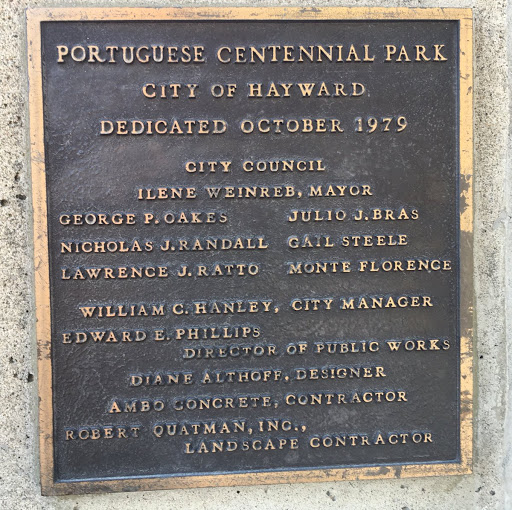 PORTUGUESE CENTENNIAL PARK
CITY OF HAYWARD
DEDICATED OCTOBER 1979
CITY COUNCIL
ILENE WEINREB, MAYOR
GEORGE P. OAKES JULIO J. BRAS
NICHOLAS J. RANDALL GAIL STEELE
LAWRENCE J. RATTO MONTE FLORENCE
WILLIAM C. HANLEY, CITY MANAGER
EDWARD E. PHILLIPS
DIRECTOR OF PUBLIC WORKS
DIANE ALTHOFF, DESIGNER
AMBO CONCRETE, CONTRACTOR
ROBERT QUATMAN, INC.,
LANDSCAPE CONTRACTOR